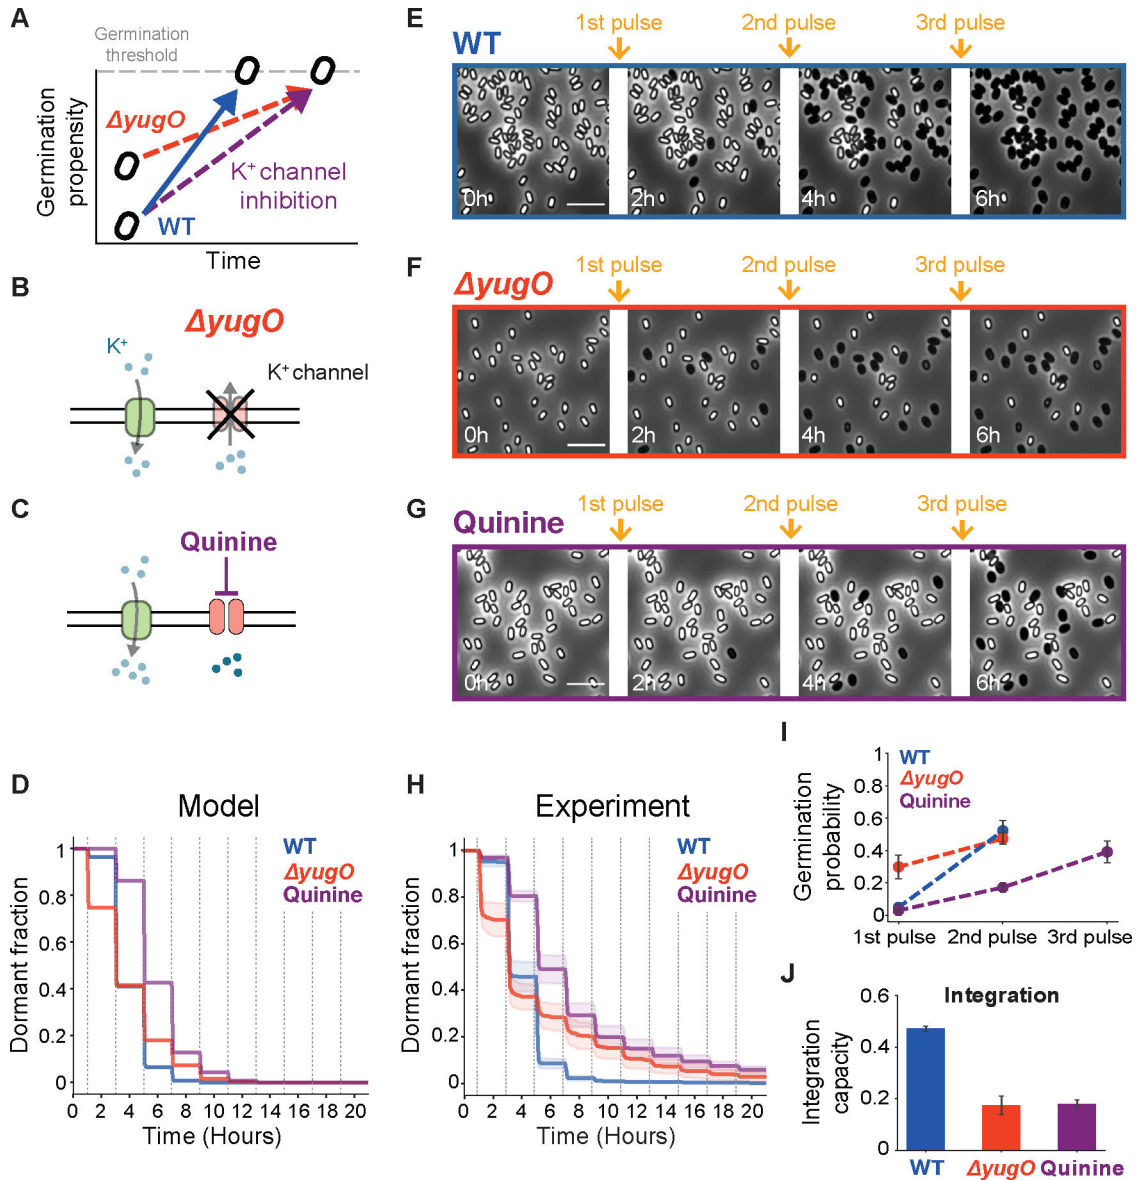 A
Germination
threshold
ΔyugO
K⁺ channel
inhibition
WT
Germination
propensity
Time
B
ΔyugO
K⁺
K⁺ channel
C
Quinine
D
Model
WT
ΔyugO
Quinine
1
0.8
0.6
0.4
0.2
0
Dormant fraction
0 2 4 6 8 10 12 14 16 18 20
Time (Hours)
E
WT
1st pulse
2nd pulse
3rd pulse
0h
2h
4h
6h
F
ΔyugO
1st pulse
2nd pulse
3rd pulse
0h
2h
4h
6h
G
Quinine
1st pulse
2nd pulse
3rd pulse
0h
2h
4h
6h
H
Experiment
WT
ΔyugO
Quinine
1
0.8
0.6
0.4
0.2
0
Dormant fraction
0 2 4 6 8 10 12 14 16 18 20
Time (Hours)
I
WT
ΔyugO
Quinine
1
0.8
0.6
0.4
0.2
0
Germination
probability
1st pulse 2nd pulse 3rd pulse
J
Integration
0.6
0.4
0.2
0
Integration
capacity
WT ΔyugO Quinine